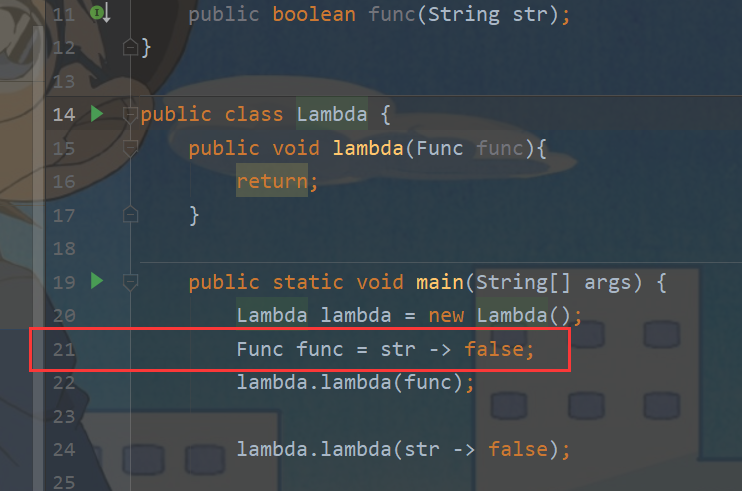 11 public boolean func(String str);
12 }
13
14 public class Lambda {
15 public void lambda(Func func){
16 return;
17 }
18
19 public static void main(String[] args) {
20 Lambda lambda = new Lambda();
21 Func func = str -> false;
22 lambda.lambda(func);
23
24 lambda.lambda(str -> false);
25